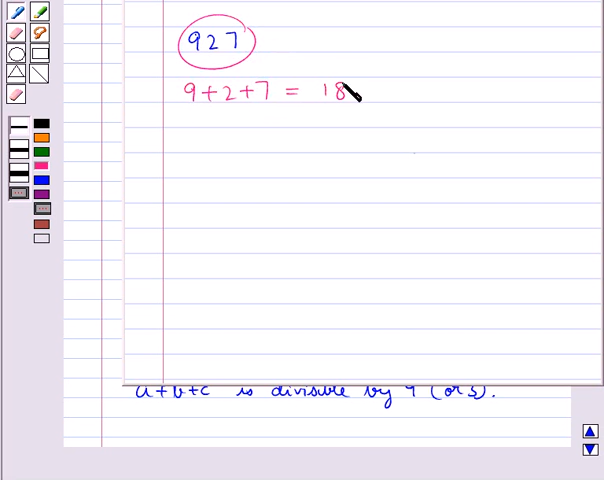 927
9+2+7 = 18
a+b+c is divisible by 9 (or 3).